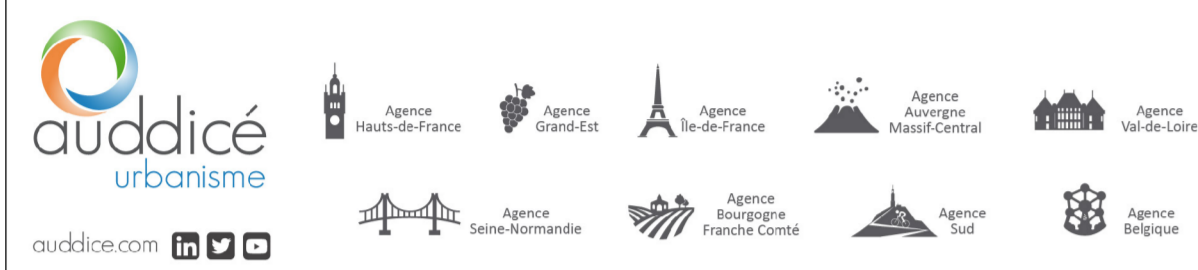 auddicé
urbanisme
auddice.com
Agence
Hauts-de-France
Agence
Grand-Est
Agence
Île-de-France
Agence
Auvergne
Massif-Central
Agence
Val-de-Loire
Agence
Seine-Normandie
Agence
Bourgogne
Franche Comté
Agence
Sud
Agence
Belgique